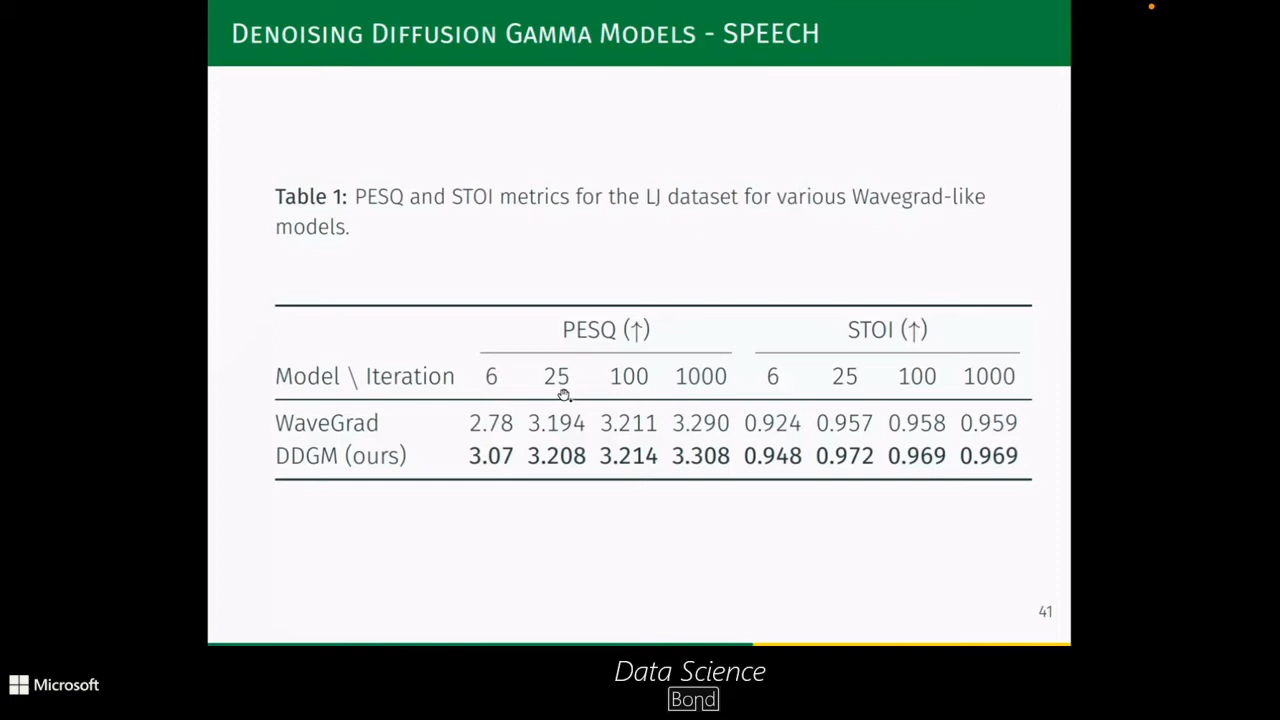 DENOISING DIFFUSION GAMMA MODELS - SPEECH
Table 1: PESQ and STOI metrics for the LJ dataset for various Wavegrad-like
models.
PESQ (↑) STOI (↑)
Model \ Iteration 6 25 100 1000 6 25 100 1000
WaveGrad 2.78 3.194 3.211 3.290 0.924 0.957 0.958 0.959
DDGM (ours) 3.07 3.208 3.214 3.308 0.948 0.972 0.969 0.969
41
Microsoft
Data Science
Bond